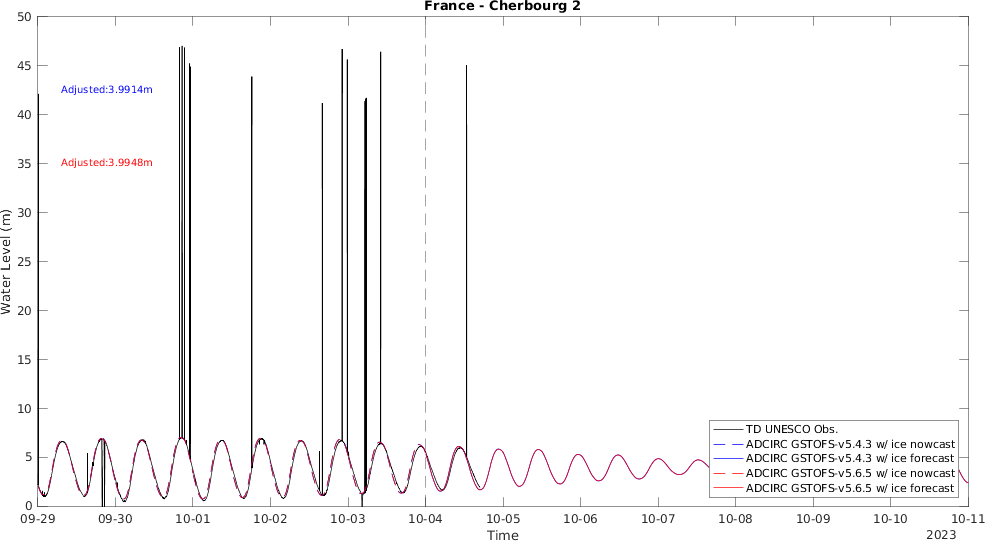 France - Cherbourg 2
50
45
40
35
30
25
20
15
10
5
0
Water Level (m)
Adjusted:3.9914m
Adjusted:3.9948m
TD UNESCO Obs.
ADCIRC GSTOFS-v5.4.3 w/ ice nowcast
ADCIRC GSTOFS-v5.4.3 w/ ice forecast
ADCIRC GSTOFS-v5.6.5 w/ ice nowcast
ADCIRC GSTOFS-v5.6.5 w/ ice forecast
09-29 09-30 10-01 10-02 10-03 10-04 10-05 10-06 10-07 10-08 10-09 10-10 10-11
Time
2023